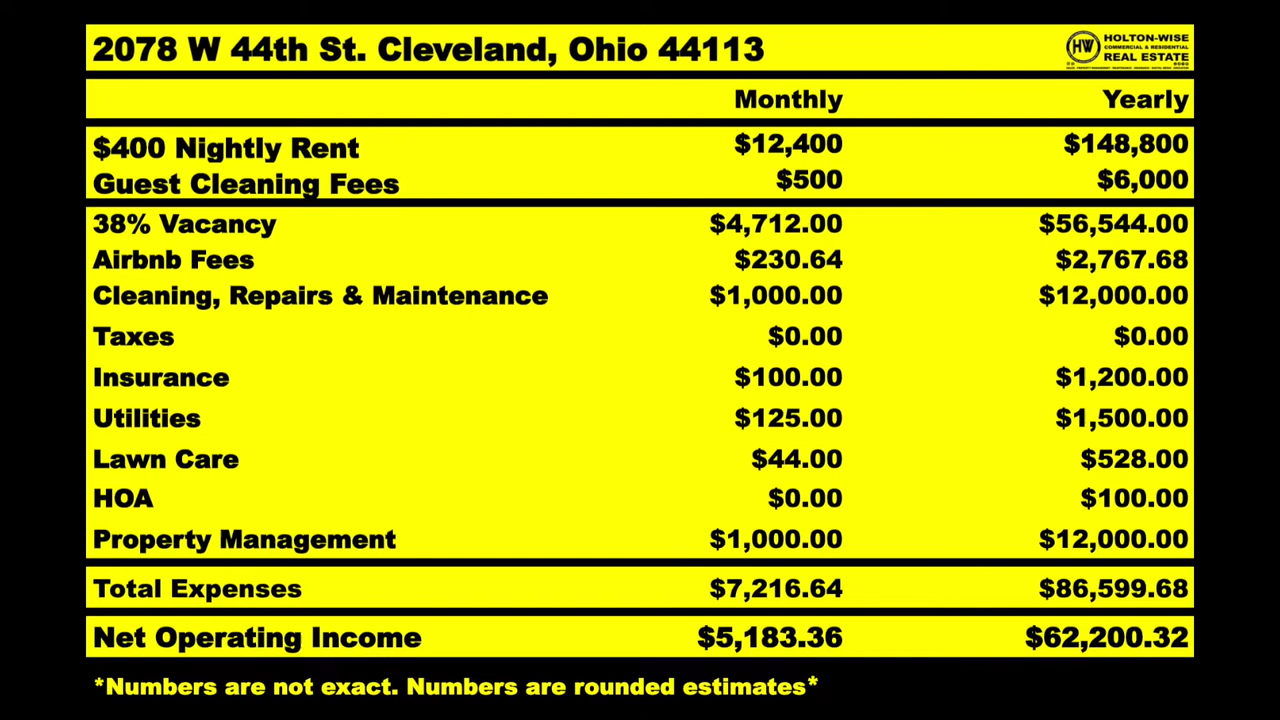 2078 W 44th St. Cleveland, Ohio 44113
HW
HOLTON-WISE
COMMERCIAL & RESIDENTIAL
REAL ESTATE
Monthly Yearly
$400 Nightly Rent $12,400 $148,800
Guest Cleaning Fees $500 $6,000
38% Vacancy $4,712.00 $56,544.00
Airbnb Fees $230.64 $2,767.68
Cleaning, Repairs & Maintenance $1,000.00 $12,000.00
Taxes $0.00 $0.00
Insurance $100.00 $1,200.00
Utilities $125.00 $1,500.00
Lawn Care $44.00 $528.00
HOA $0.00 $100.00
Property Management $1,000.00 $12,000.00
Total Expenses $7,216.64 $86,599.68
Net Operating Income $5,183.36 $62,200.32
*Numbers are not exact. Numbers are rounded estimates*